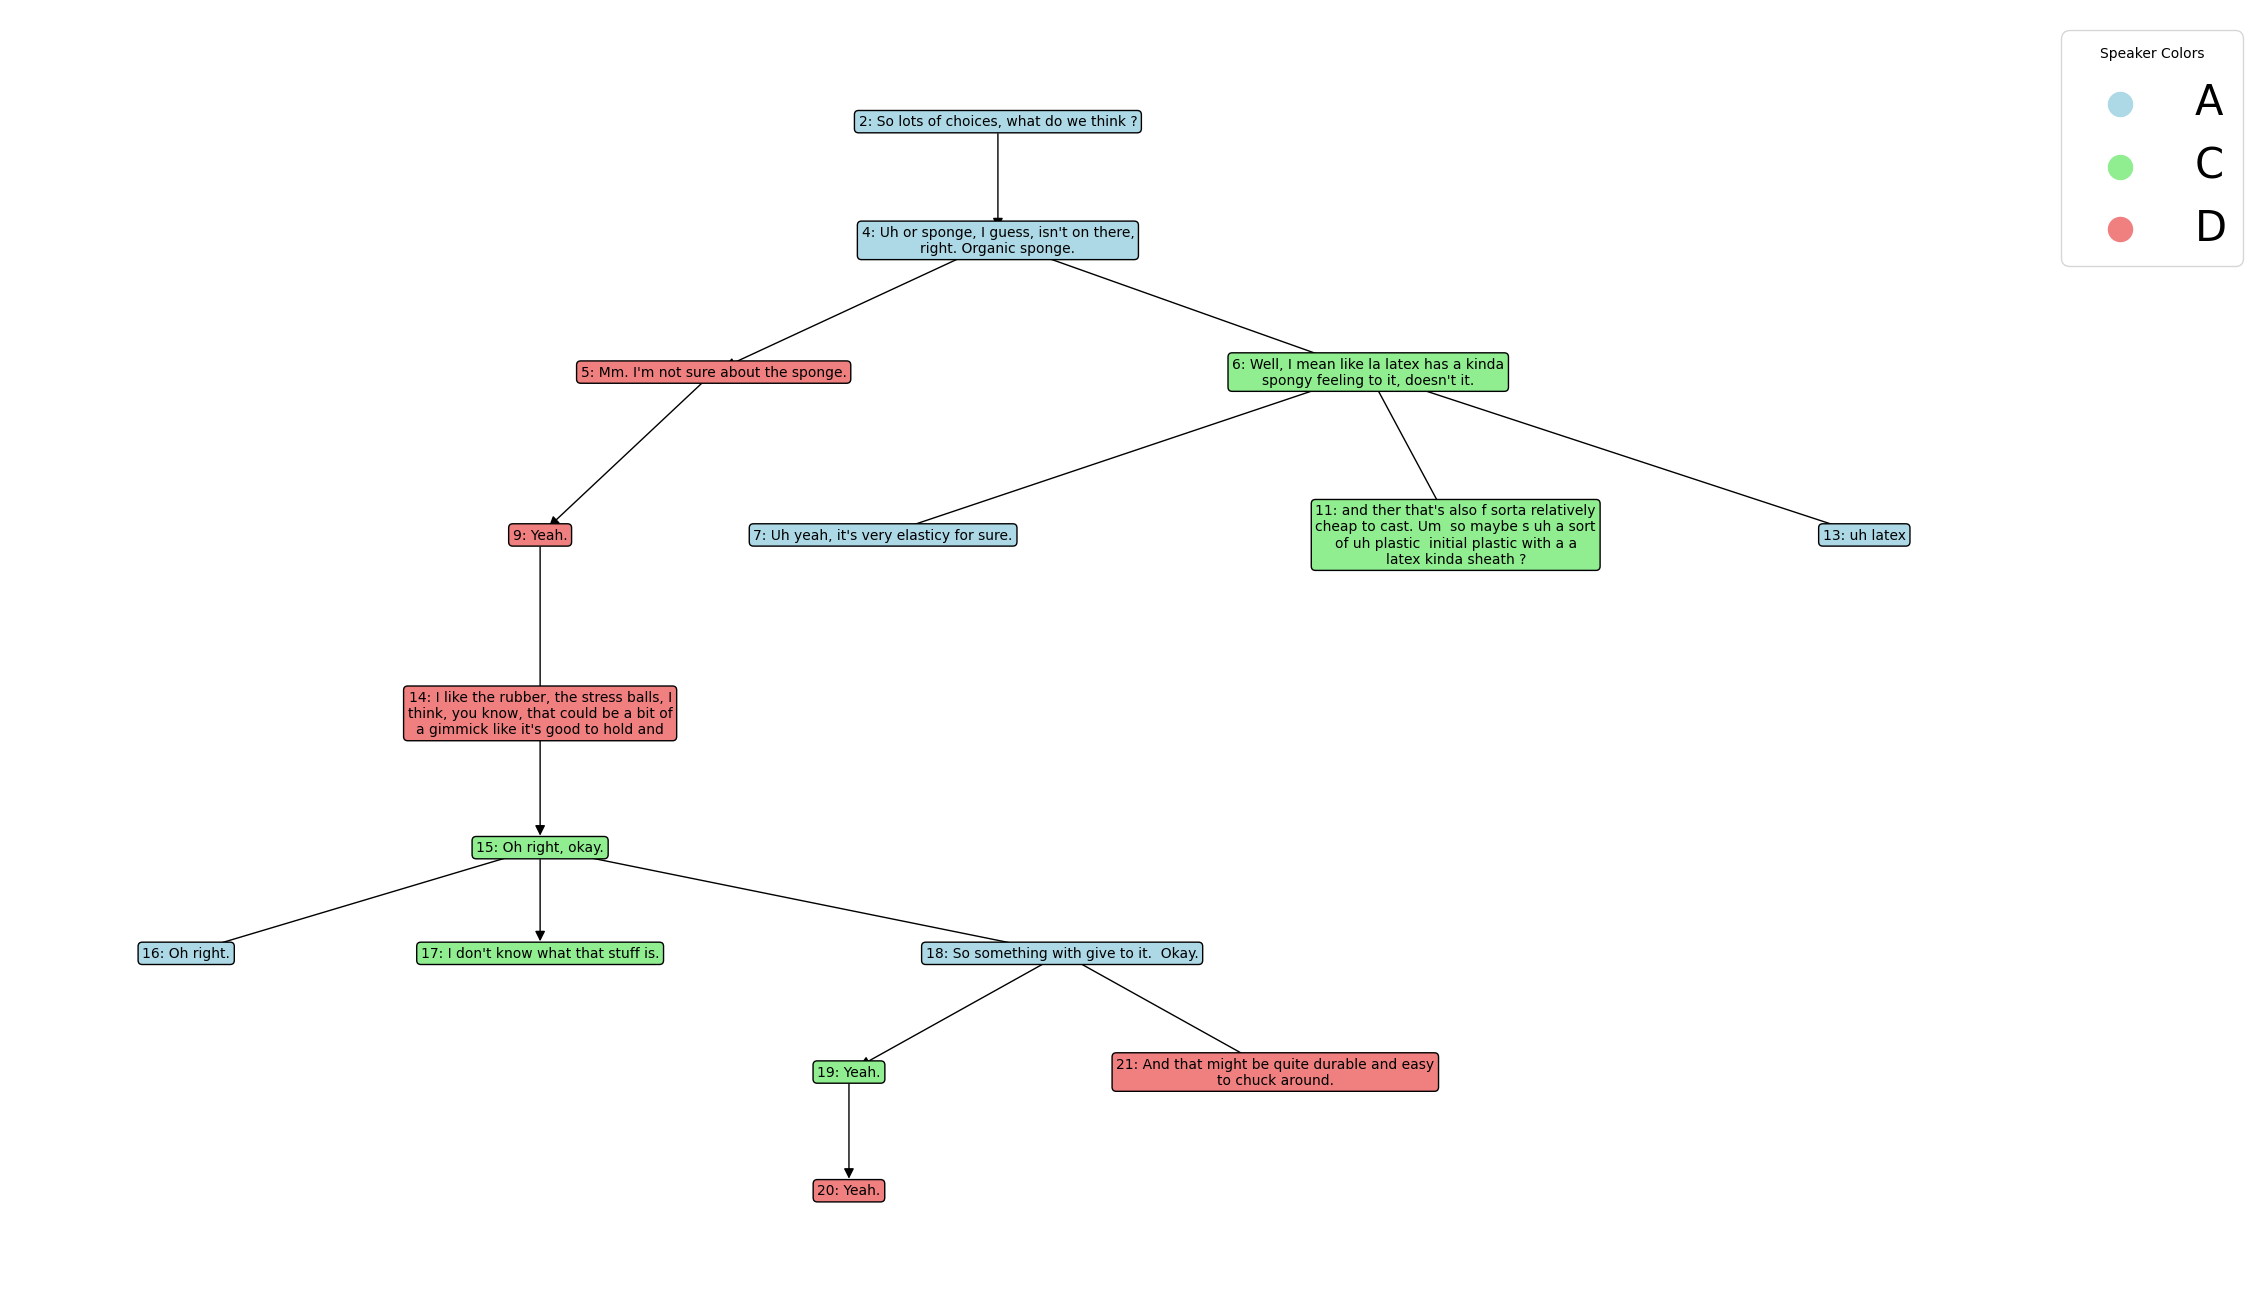 Speaker Colors
A
C
D
2: So lots of choices, what do we think ?
4: Uh or sponge, I guess, isn't on there,
right. Organic sponge.
5: Mm. I'm not sure about the sponge.
6: Well, I mean like la latex has a kinda
spongy feeling to it, doesn't it.
9: Yeah.
7: Uh yeah, it's very elasticy for sure.
11: and ther that's also f sorta relatively
cheap to cast. Um  so maybe s uh a sort
of uh plastic  initial plastic with a a
latex kinda sheath ?
13: uh latex
14: I like the rubber, the stress balls, I
think, you know, that could be a bit of
a gimmick like it's good to hold and
15: Oh right, okay.
16: Oh right.
17: I don't know what that stuff is.
18: So something with give to it.  Okay.
19: Yeah.
21: And that might be quite durable and easy
to chuck around.
20: Yeah.